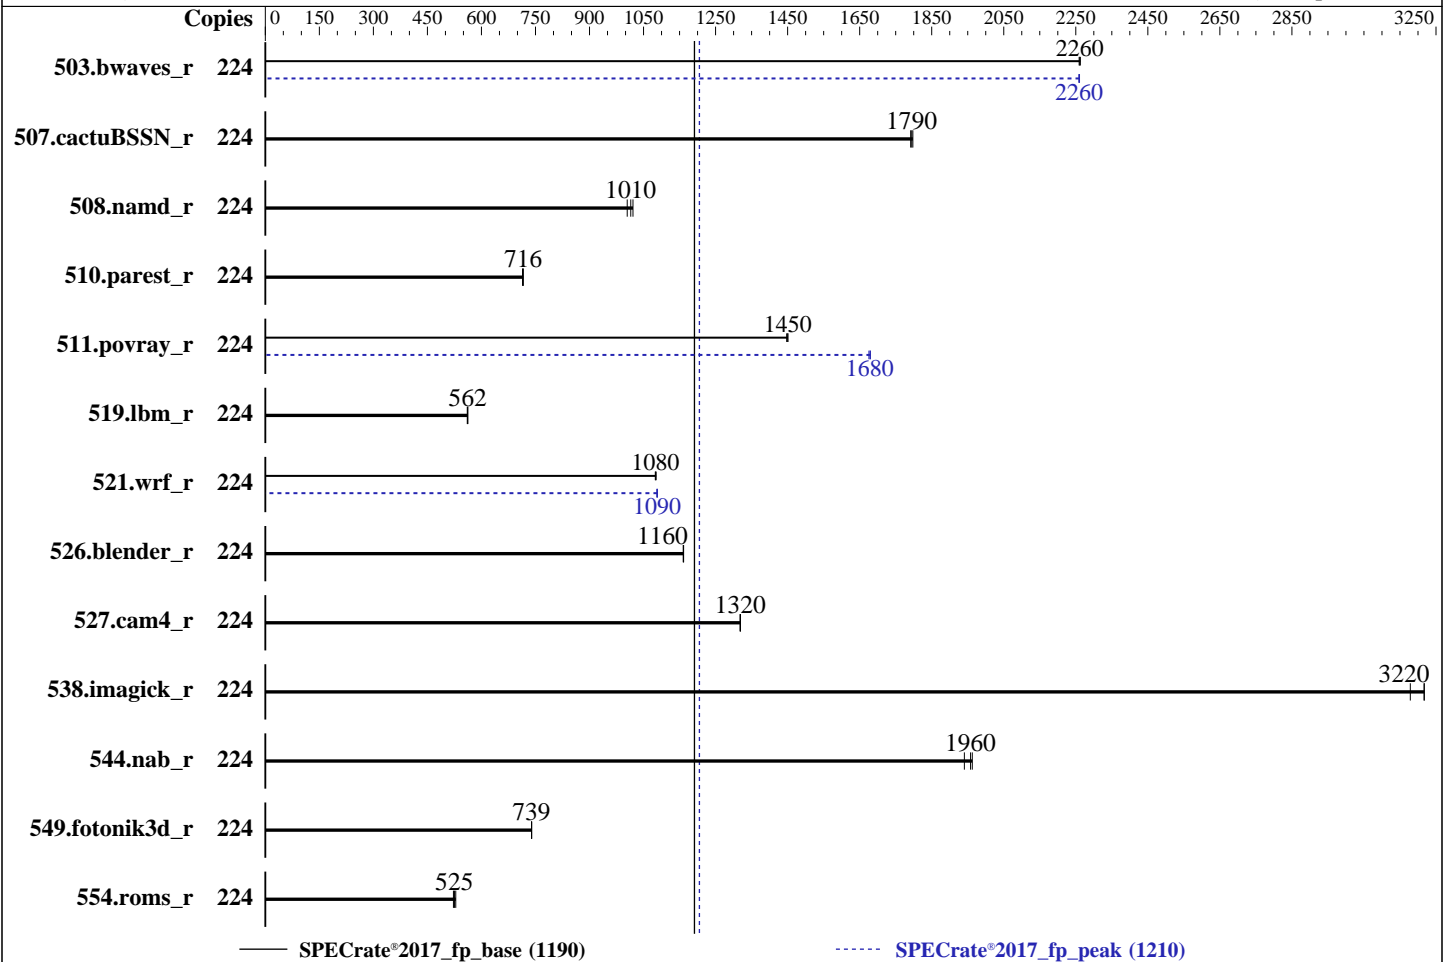 Copies 0 150 300 450 600 750 900 1050 1250 1450 1650 1850 2050 2250 2450 2650 2850 3250
503.bwaves_r 224 2260
2260
507.cactuBSSN_r 224 1790
508.namd_r 224 1010
510.parest_r 224 716
511.povray_r 224 1450
1680
519.lbm_r 224 562
521.wrf_r 224 1080
1090
526.blender_r 224 1160
527.cam4_r 224 1320
538.imagick_r 224 3220
544.nab_r 224 1960
549.fotonik3d_r 224 739
554.roms_r 224 525
SPECrate®2017_fp_base (1190) SPECrate®2017_fp_peak (1210)